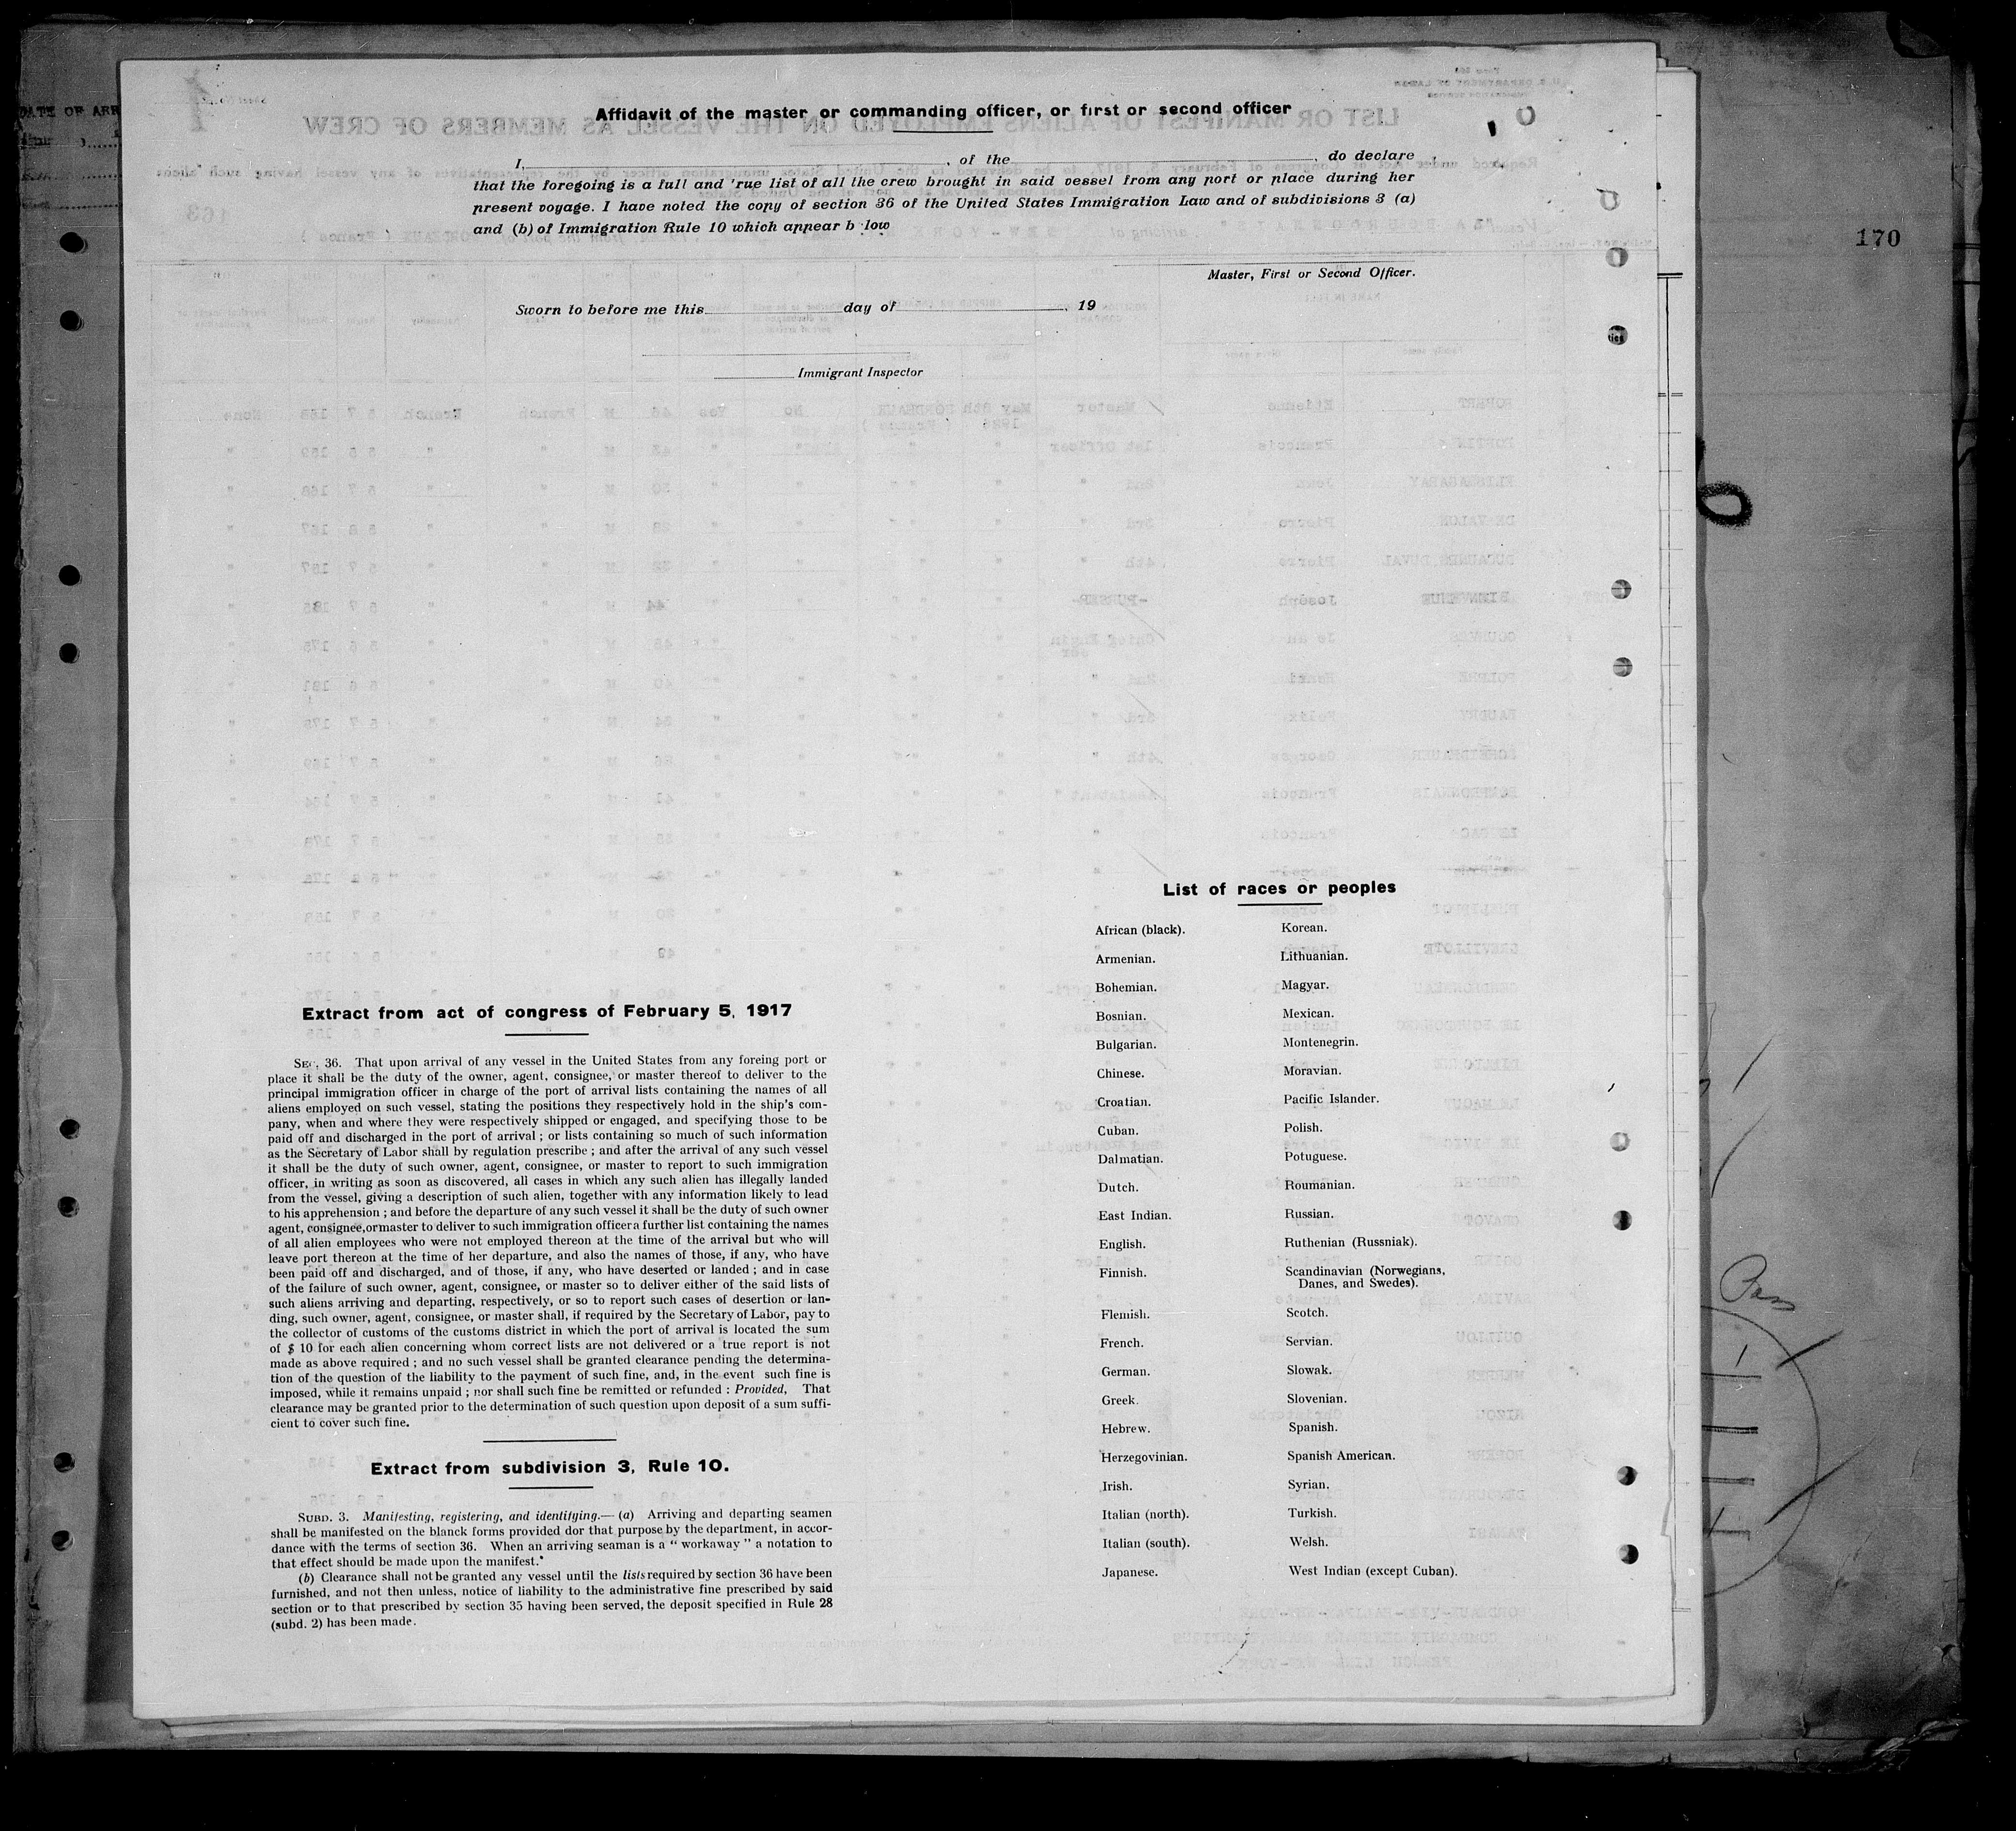 DATE OF ARR
170
Affidavit of the master or commanding officer, or first or second officer
I, , of the , do declare
that the foregoing is a full and 'rue list of all the crew brought in said vessel from any port or place during her
present voyage. I have noted the copy of section 36 of the United States Immigration Law and of subdivisions 3 (a)
and (b) of Immigration Rule 10 which appear b low
Master, First or Second Officer.
Sworn to before me this day of , 19
Immigrant Inspector
Extract from act of congress of February 5, 1917
SEC. 36. That upon arrival of any vessel in the United States from any foreing port or
place it shall be the duty of the owner, agent, consignee, or master thereof to deliver to the
principal immigration officer in charge of the port of arrival lists containing the names of all
aliens employed on such vessel, stating the positions they respectively hold in the ship's com-
pany, when and where they were respectively shipped or engaged, and specifying those to be
paid off and discharged in the port of arrival ; or lists containing so much of such information
as the Secretary of Labor shall by regulation prescribe ; and after the arrival of any such vessel
it shall be the duty of such owner, agent, consignee, or master to report to such immigration
officer, in writing as soon as discovered, all cases in which any such alien has illegally landed
from the vessel, giving a description of such alien, together with any information likely to lead
to his apprehension ; and before the departure of any such vessel it shall be the duty of such owner
agent, consignee,ormaster to deliver to such immigration officer a further list containing the names
of all alien employees who were not employed thereon at the time of the arrival but who will
leave port thereon at the time of her departure, and also the names of those, if any, who have
been paid off and discharged, and of those, if any, who have deserted or landed ; and in case
of the failure of such owner, agent, consignee, or master so to deliver either of the said lists of
such aliens arriving and departing, respectively, or so to report such cases of desertion or lan-
ding, such owner, agent, consignee, or master shall, if required by the Secretary of Labor, pay to
the collector of customs of the customs district in which the port of arrival is located the sum
of $ 10 for each alien concerning whom correct lists are not delivered or a true report is not
made as above required ; and no such vessel shall be granted clearance pending the determina-
tion of the question of the liability to the payment of such fine, and, in the event such fine is
imposed, while it remains unpaid ; nor shall such fine be remitted or refunded : Provided, That
clearance may be granted prior to the determination of such question upon deposit of a sum suffi-
cient to cover such fine.
Extract from subdivision 3, Rule 10.
SUBD. 3. Manifesting, registering, and identifying.— (a) Arriving and departing seamen
shall be manifested on the blanck forms provided dor that purpose by the department, in accor-
dance with the terms of section 36. When an arriving seaman is a “ workaway ” a notation to
that effect should be made upon the manifest.
(b) Clearance shall not be granted any vessel until the lists required by section 36 have been
furnished, and not then unless, notice of liability to the administrative fine prescribed by said
section or to that prescribed by section 35 having been served, the deposit specified in Rule 28
(subd. 2) has been made.
List of races or peoples
African (black).
Armenian.
Bohemian.
Bosnian.
Bulgarian.
Chinese.
Croatian.
Cuban.
Dalmatian.
Dutch.
East Indian.
English.
Finnish.
Flemish.
French.
German.
Greek.
Hebrew.
Herzegovinian.
Irish.
Italian (north).
Italian (south).
Japanese.
Korean.
Lithuanian.
Magyar.
Mexican.
Montenegrin.
Moravian.
Pacific Islander.
Polish.
Potuguese.
Roumanian.
Russian.
Ruthenian (Russniak).
Scandinavian (Norwegians,
Danes, and Swedes).
Scotch.
Servian.
Slowak.
Slovenian.
Spanish.
Spanish American.
Syrian.
Turkish.
Welsh.
West Indian (except Cuban).